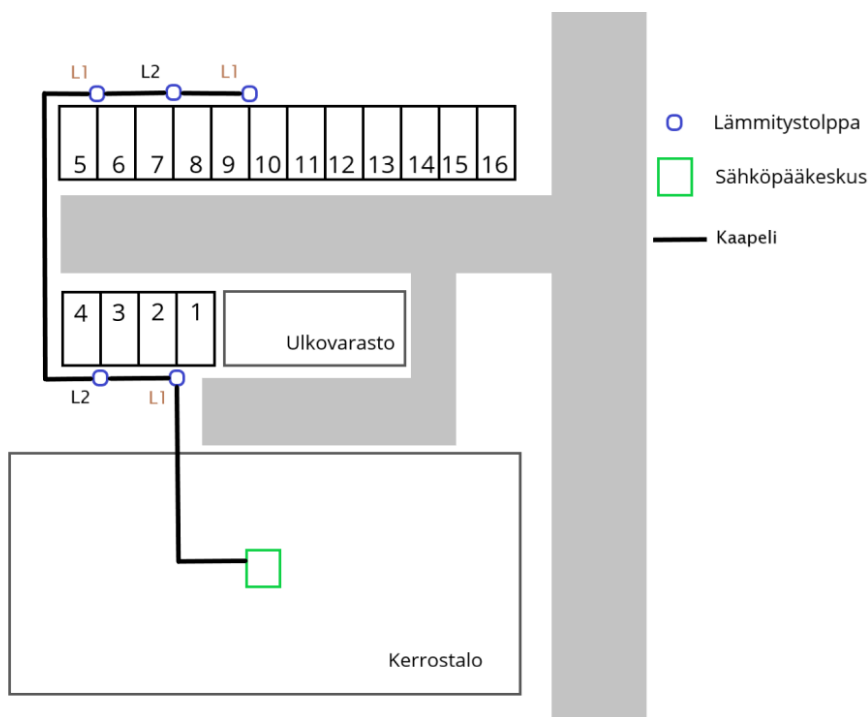 L1 L2 L1
5 6 7 8 9 10 11 12 13 14 15 16
Lämmitystolppa
Sähköpääkeskus
Kaapeli
4 3 2 1
Ulkovarasto
L2 L1
Kerrostalo